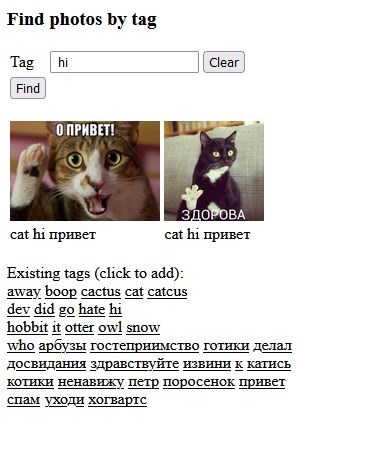 Find photos by tag
Tag hi Clear
Find
О ПРИВЕТ!
ЗДОРОВА
cat hi привет
cat hi привет
Existing tags (click to add):
away boop cactus cat catcus
dev did go hate hi
hobbit it otter owl snow
who арбузы гостеприимство готики делал
досвидания здравствуйте извини к катись
котики ненавижу петр поросенок привет
спам уходи хогвартс